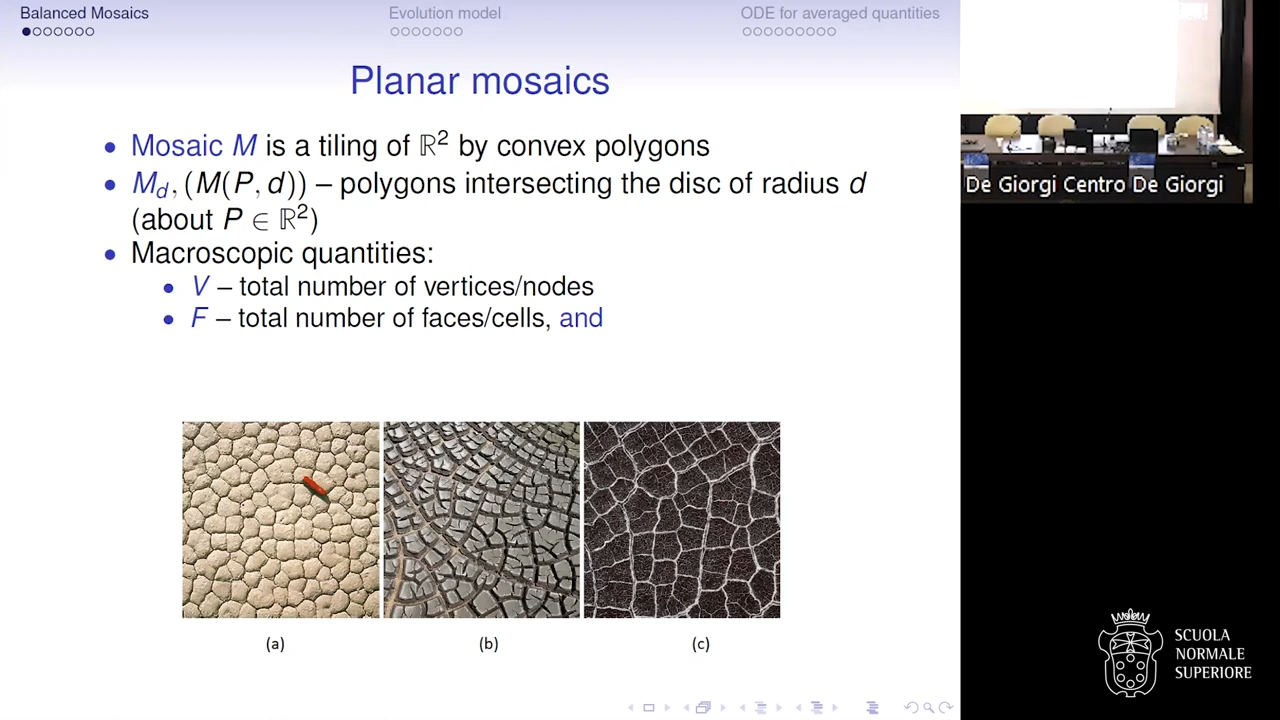 Balanced Mosaics
Evolution model
ODE for averaged quantities
Planar mosaics
• Mosaic M is a tiling of ℝ² by convex polygons
• M_d, (M(P, d)) – polygons intersecting the disc of radius d
(about P ∈ ℝ²)
• Macroscopic quantities:
• V – total number of vertices/nodes
• F – total number of faces/cells, and
(a)
(b)
(c)
De Giorgi Centro De Giorgi
SCUOLA
NORMALE
SUPERIORE